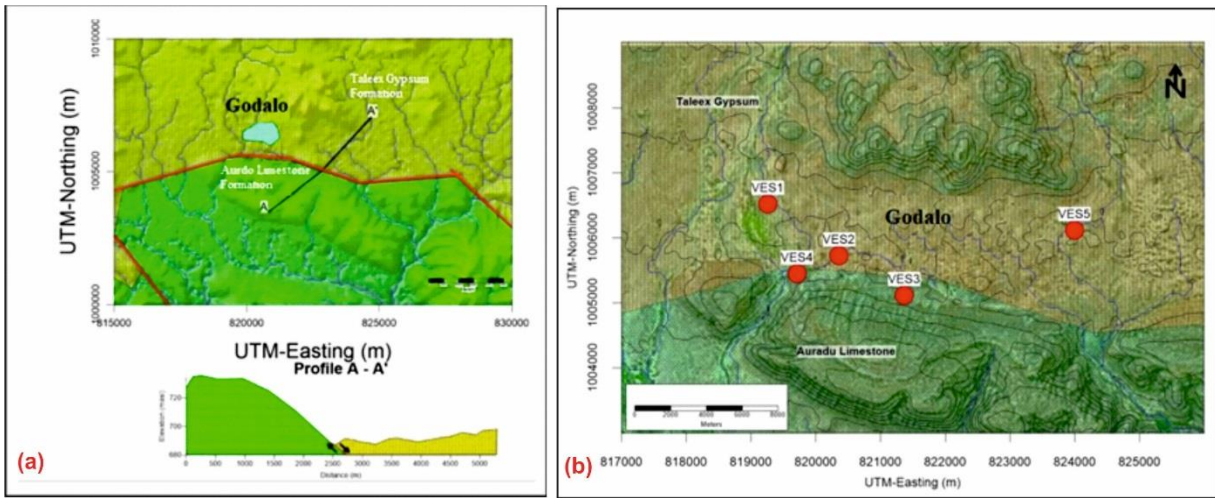 1010000
1005000
1000000
UTM-Northing (m)
Taleex Gypsum
Formation
A'
Godalo
Aurdo Limestone
Formation
A
815000 820000 825000 830000
UTM-Easting (m)
Profile A - A'
720
700
680
0 500 1000 1500 2000 2500 3000 3500 4000 4500 5000
(a)
N
1008000
1007000
1006000
1005000
1004000
UTM-Northing (m)
Taleex Gypsum
VES1
Godalo
VES5
VES2
VES4
VES3
Auradu Limestone
0 2000 4000 6000 8000
Meters
817000 818000 819000 820000 821000 822000 823000 824000 825000
UTM-Easting (m)
(b)